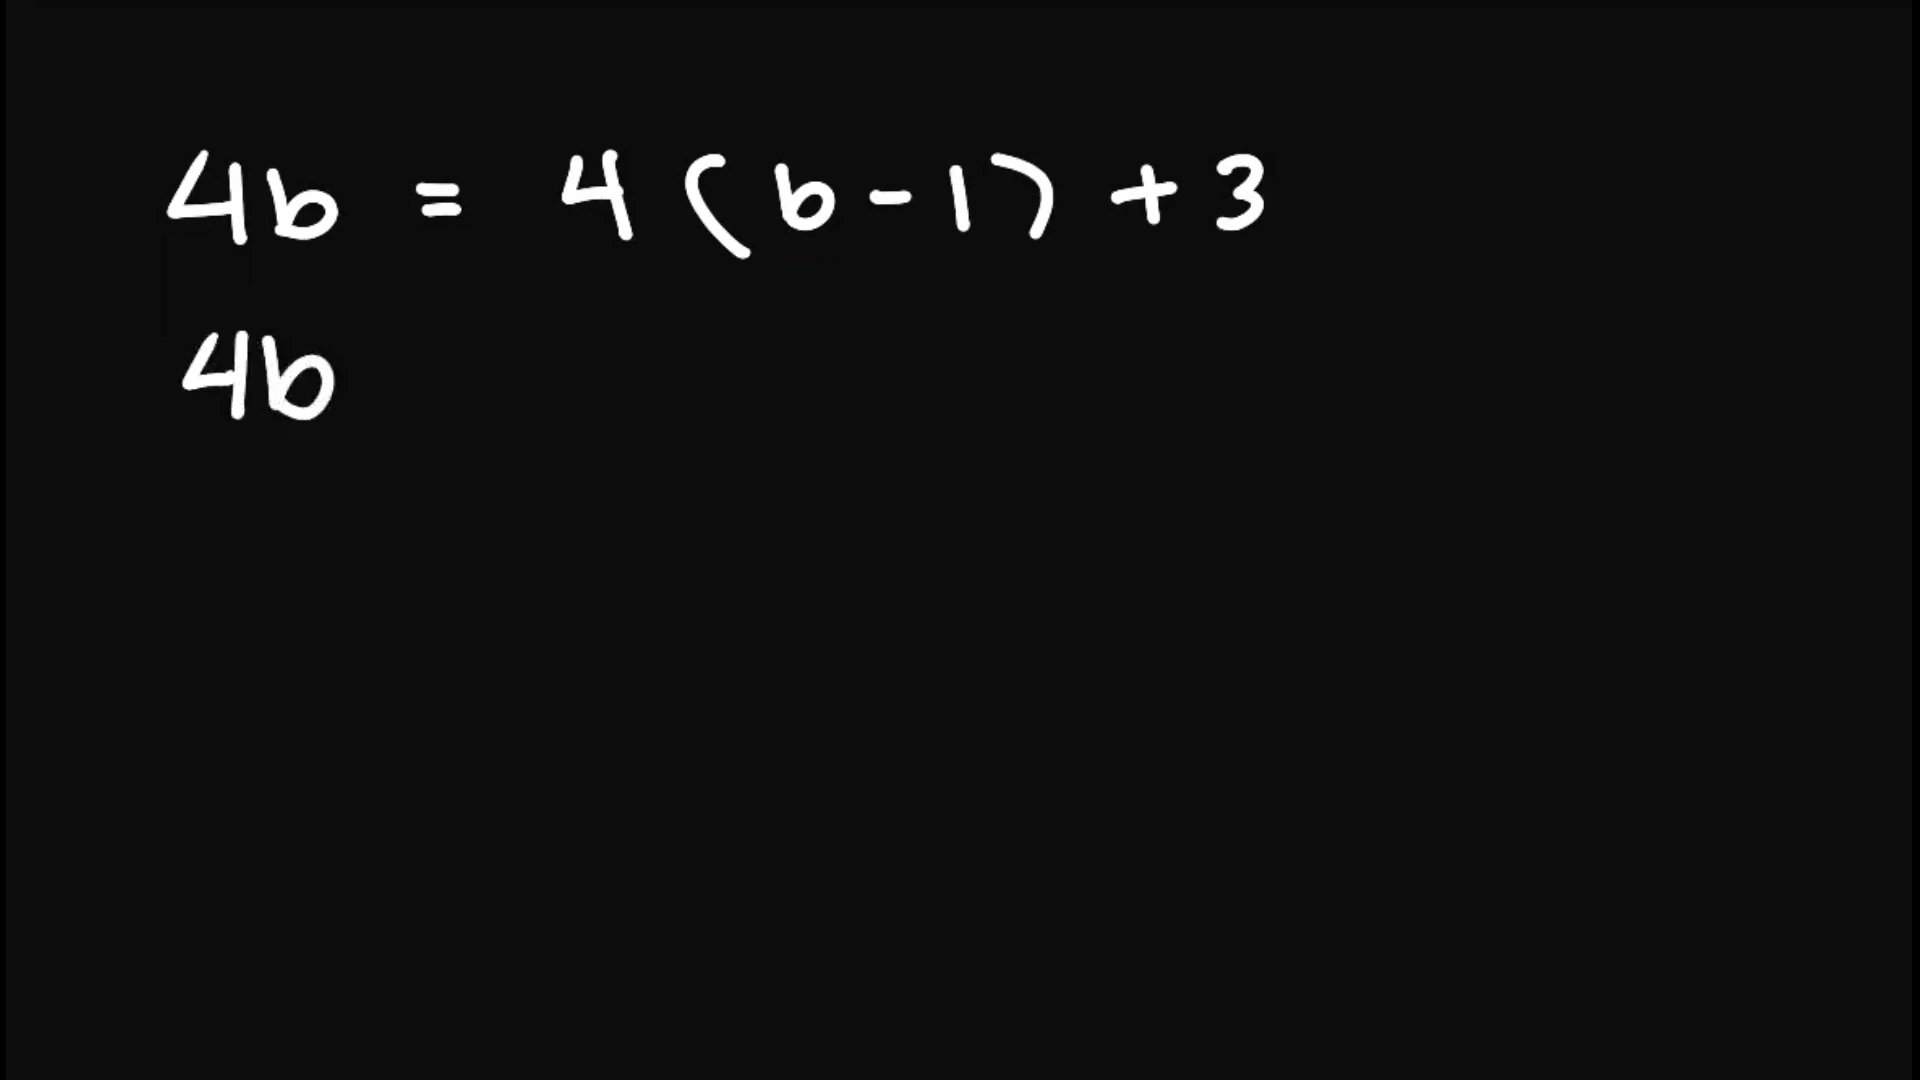 4b = 4 (b - 1) + 3
4b